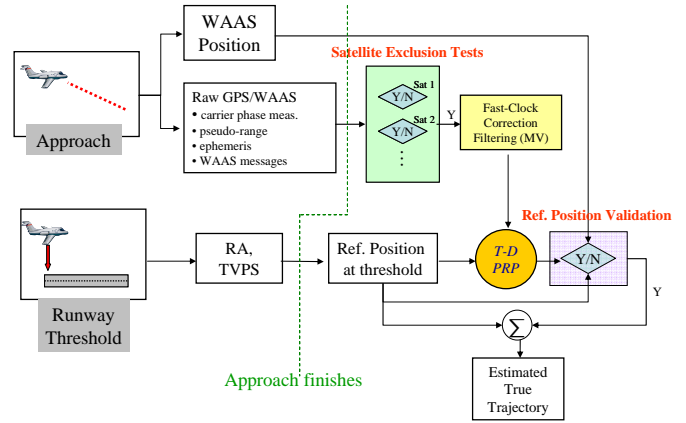 WAAS
Position
Satellite Exclusion Tests
Approach
Raw GPS/WAAS
• carrier phase meas.
• pseudo-range
• ephemeris
• WAAS messages
Sat 1
Y/N
Sat 2
Y/N
⋮
Y
Fast-Clock
Correction
Filtering (MV)
Ref. Position Validation
RA,
TVPS
Ref. Position
at threshold
T-D
PRP
Y/N
Y
Runway
Threshold
Σ
Approach finishes
Estimated
True
Trajectory